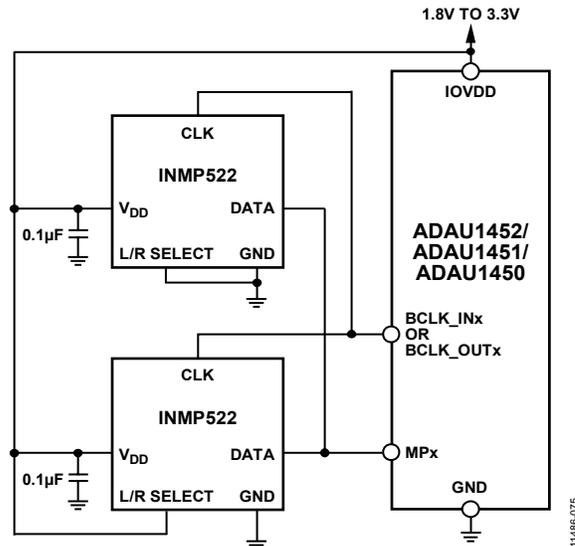 1.8V TO 3.3V
IOVDD
CLK
INMP522
VDD DATA
0.1µF
L/R SELECT GND
ADAU1452/
ADAU1451/
ADAU1450
BCLK_INx
OR
BCLK_OUTx
CLK
INMP522
VDD DATA
MPx
0.1µF
L/R SELECT GND
GND
11486-075